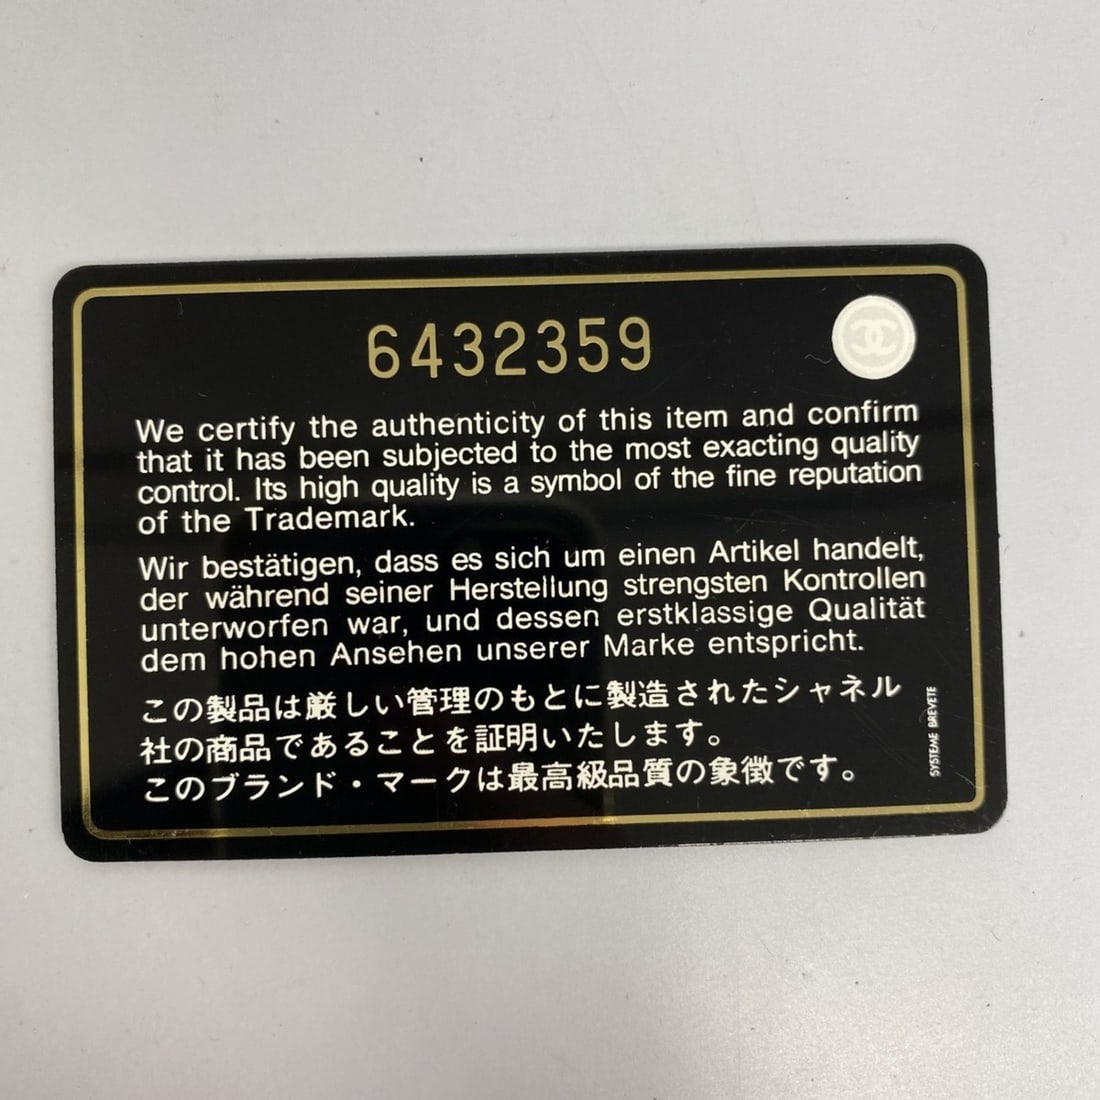 6432359
We certify the authenticity of this item and confirm
that it has been subjected to the most exacting quality
control. Its high quality is a symbol of the fine reputation
of the Trademark.
Wir bestätigen, dass es sich um einen Artikel handelt,
der während seiner Herstellung strengsten Kontrollen
unterworfen war, und dessen erstklassige Qualität
dem hohen Ansehen unserer Marke entspricht.
この製品は厳しい管理のもとに製造されたシャネル
社の商品であることを証明いたします。
このブランド・マークは最高級品質の象徴です。
SYSTEME BREVETE